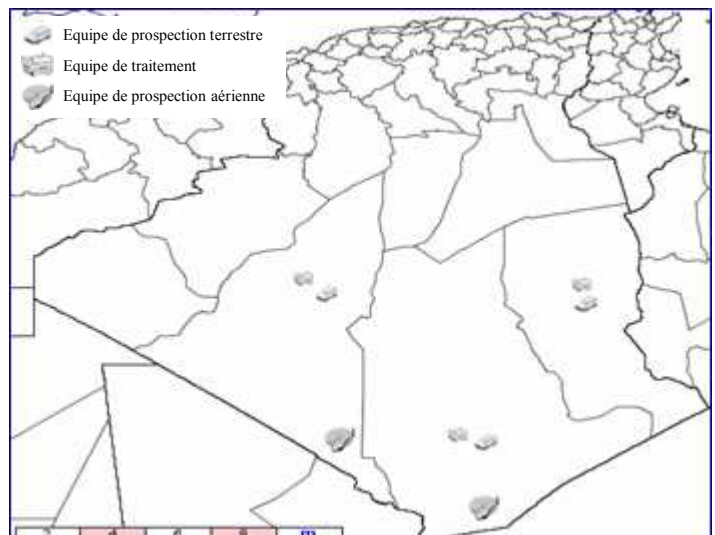 Equipe de prospection terrestre
Equipe de traitement
Equipe de prospection aérienne